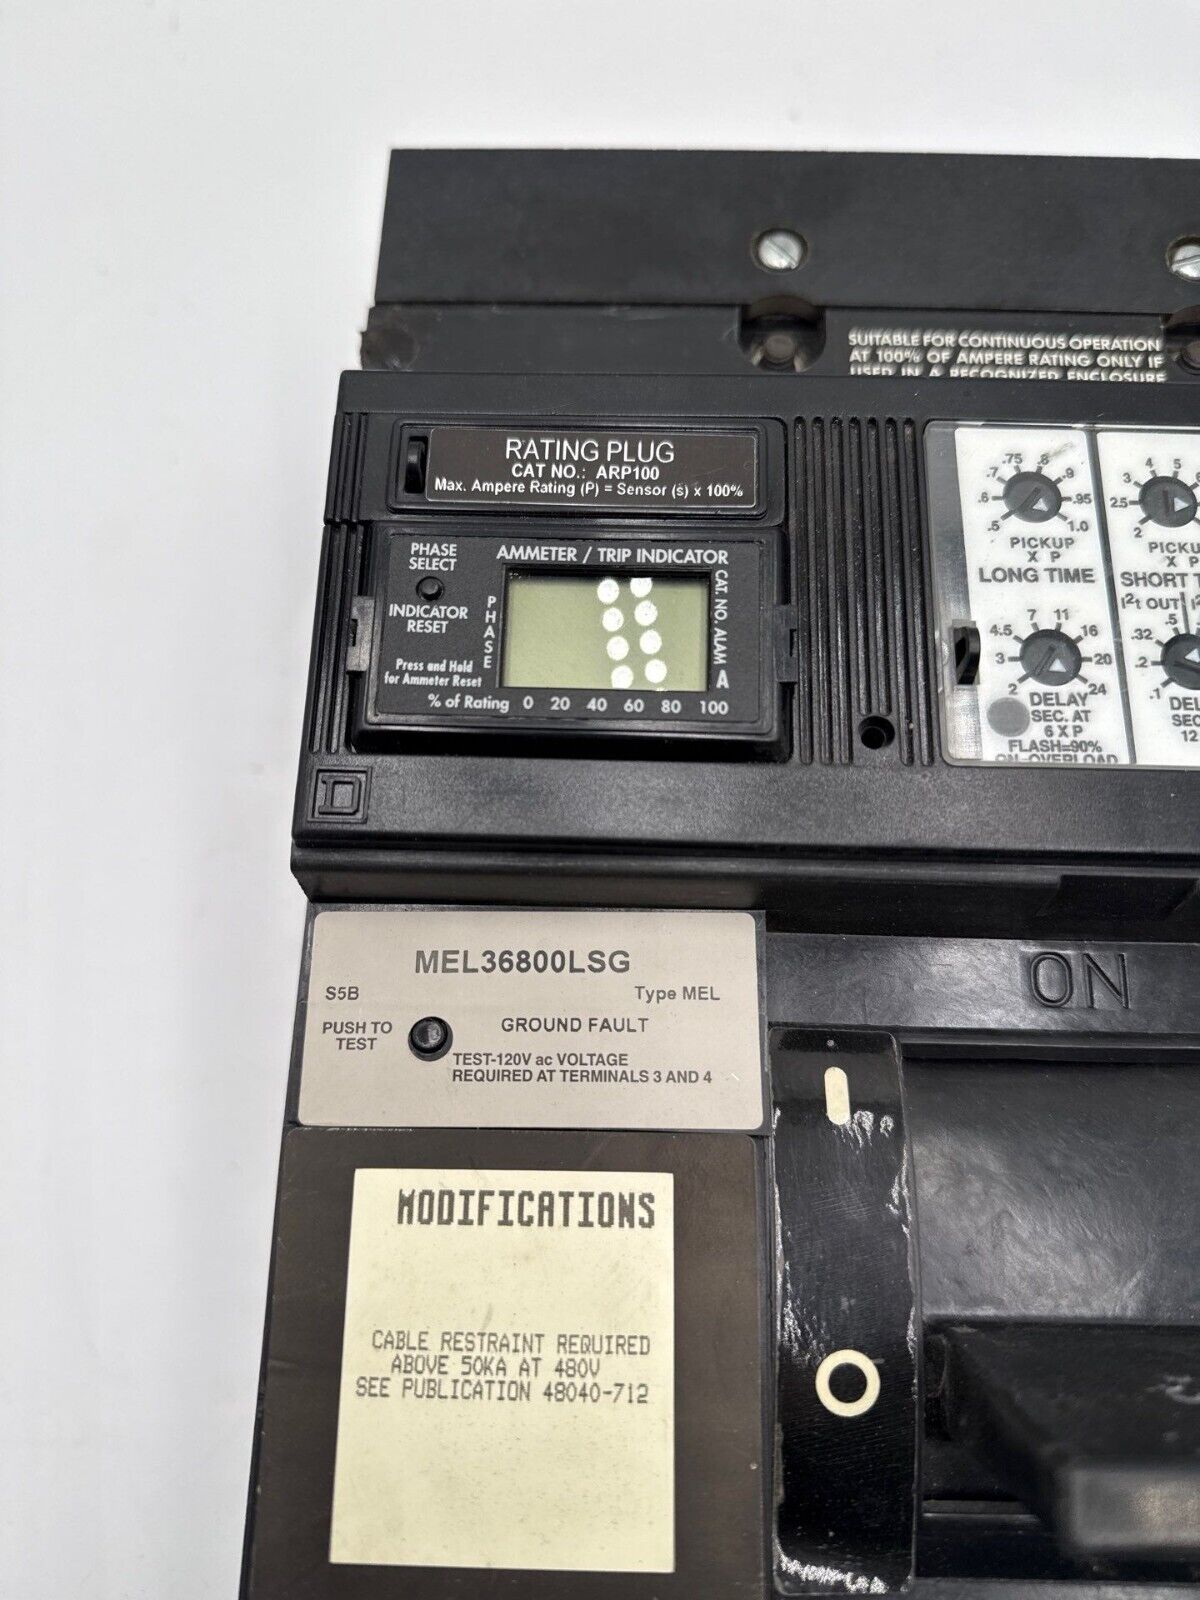 SUITABLE FOR CONTINUOUS OPERATION
AT 100% OF AMPERE RATING ONLY IF
USED IN A RECOGNIZED ENCLOSURE
RATING PLUG
CAT NO.: ARP100
Max. Ampere Rating (P) = Sensor (s) x 100%
PHASE
SELECT
INDICATOR
RESET
Press and Hold
for Ammeter Reset
AMMETER / TRIP INDICATOR
PHASE
CAT. NO. ALAM
A
% of Rating 0 20 40 60 80 100
.5 .6 .7 .75 .8 .9 .95 1.0
PICKUP
X P
LONG TIME
2 3 4.5 7 11 16 20 24
DELAY
SEC. AT
6 X P
FLASH=90%
ON-OVERLOAD
2 2.5 3 4 5
X P
SHORT
I²t OUT
.1 .2 .32 .5
12
D
MEL36800LSG
S5B
Type MEL
PUSH TO
TEST
GROUND FAULT
TEST-120V ac VOLTAGE
REQUIRED AT TERMINALS 3 AND 4
ON
MODIFICATIONS
CABLE RESTRAINT REQUIRED
ABOVE 50KA AT 480V
SEE PUBLICATION 48040-712